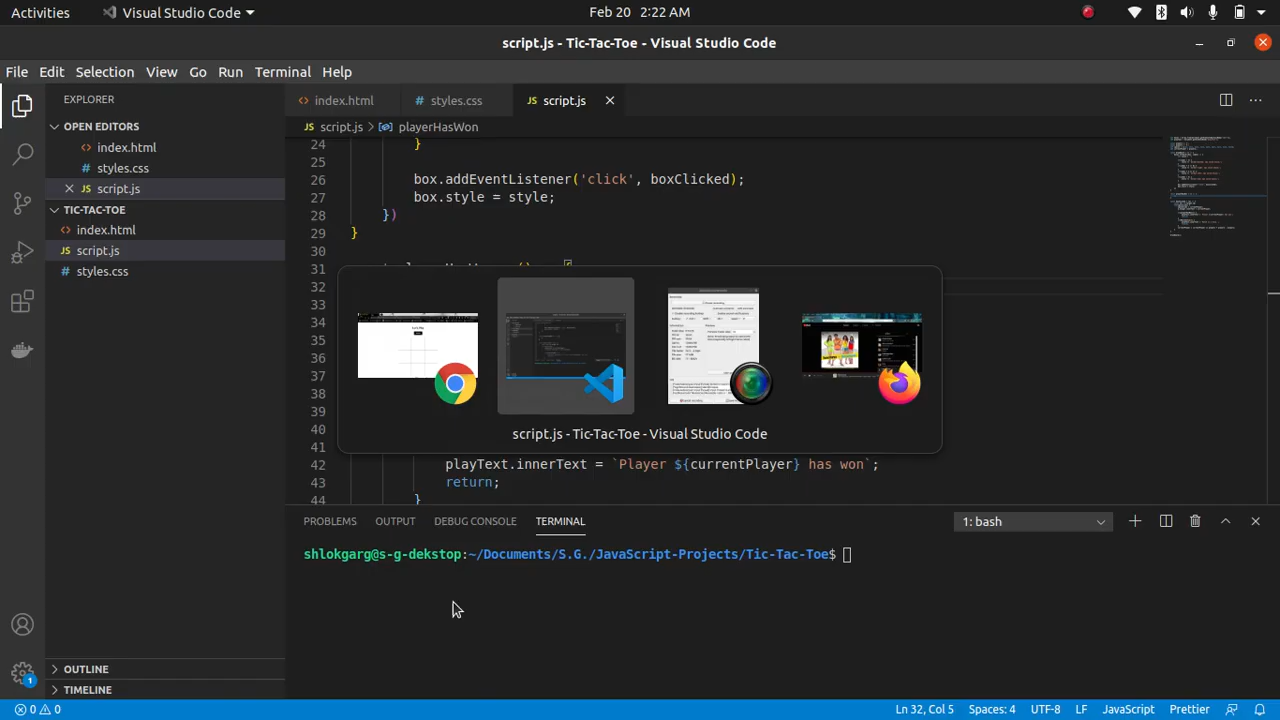 Activities
Visual Studio Code
Feb 20 2:22 AM
script.js - Tic-Tac-Toe - Visual Studio Code
File Edit Selection View Go Run Terminal Help
EXPLORER
OPEN EDITORS
index.html
styles.css
script.js
TIC-TAC-TOE
index.html
script.js
styles.css
OUTLINE
TIMELINE
index.html
styles.css
script.js
script.js > playerHasWon
24 }
25
26 box.addEventListener('click', boxClicked);
27 box.style = style;
28 })
29 }
30
31
32
33
34
35
36
37
38
39
40
41
42 playText.innerText = `Player ${currentPlayer} has won`;
43 return;
44 }
script.js - Tic-Tac-Toe - Visual Studio Code
PROBLEMS OUTPUT DEBUG CONSOLE TERMINAL
1: bash
shlokgarg@s-g-dekstop:~/Documents/S.G./JavaScript-Projects/Tic-Tac-Toe$
1
0 0
Ln 32, Col 5 Spaces: 4 UTF-8 LF JavaScript Prettier